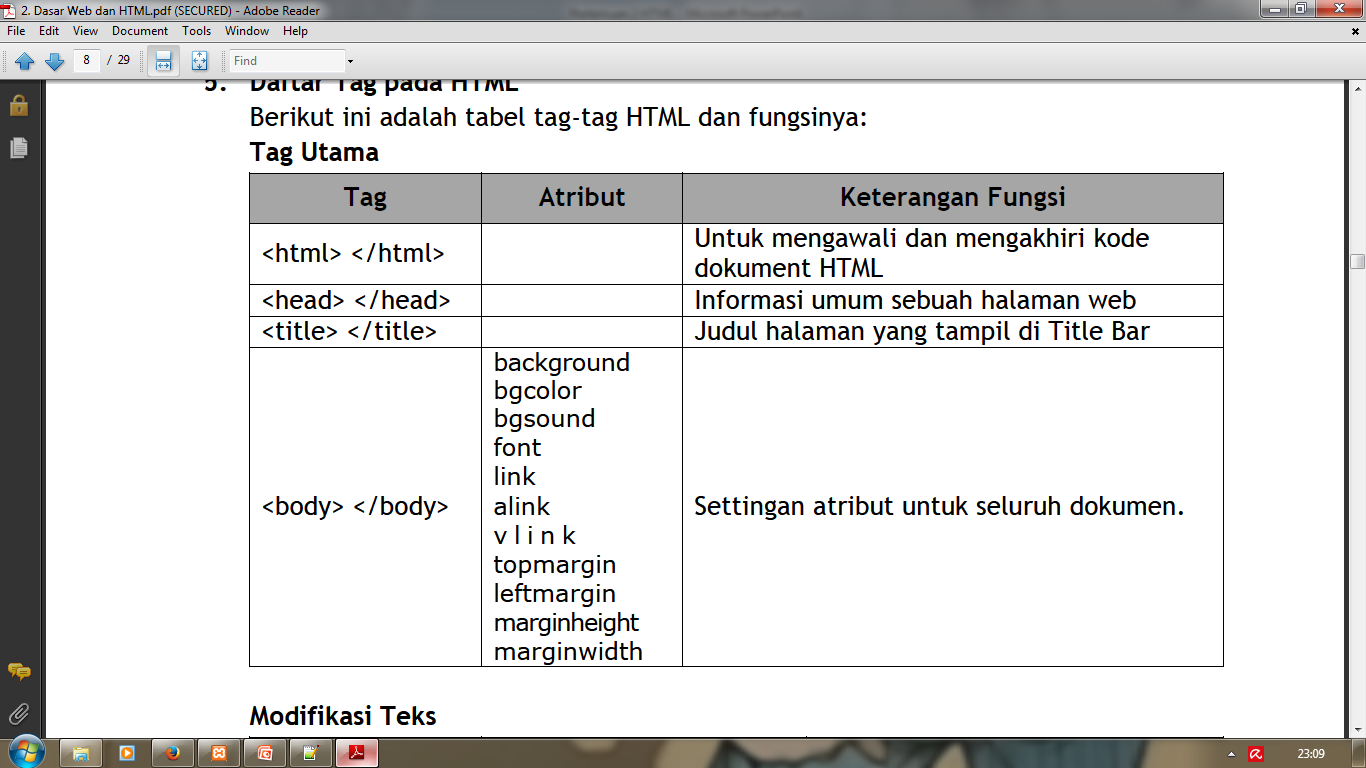 2. Dasar Web dan HTML.pdf (SECURED) - Adobe Reader
File Edit View Document Tools Window Help
8 / 29 Find
5. Daftar Tag pada HTML
Berikut ini adalah tabel tag-tag HTML dan fungsinya:
Tag Utama
Tag Atribut Keterangan Fungsi
<html> </html> Untuk mengawali dan mengakhiri kode
dokument HTML
<head> </head> Informasi umum sebuah halaman web
<title> </title> Judul halaman yang tampil di Title Bar
background
bgcolor
bgsound
font
link
<body> </body> alink Settingan atribut untuk seluruh dokumen.
v l i n k
topmargin
leftmargin
marginheight
marginwidth
Modifikasi Teks
23:09